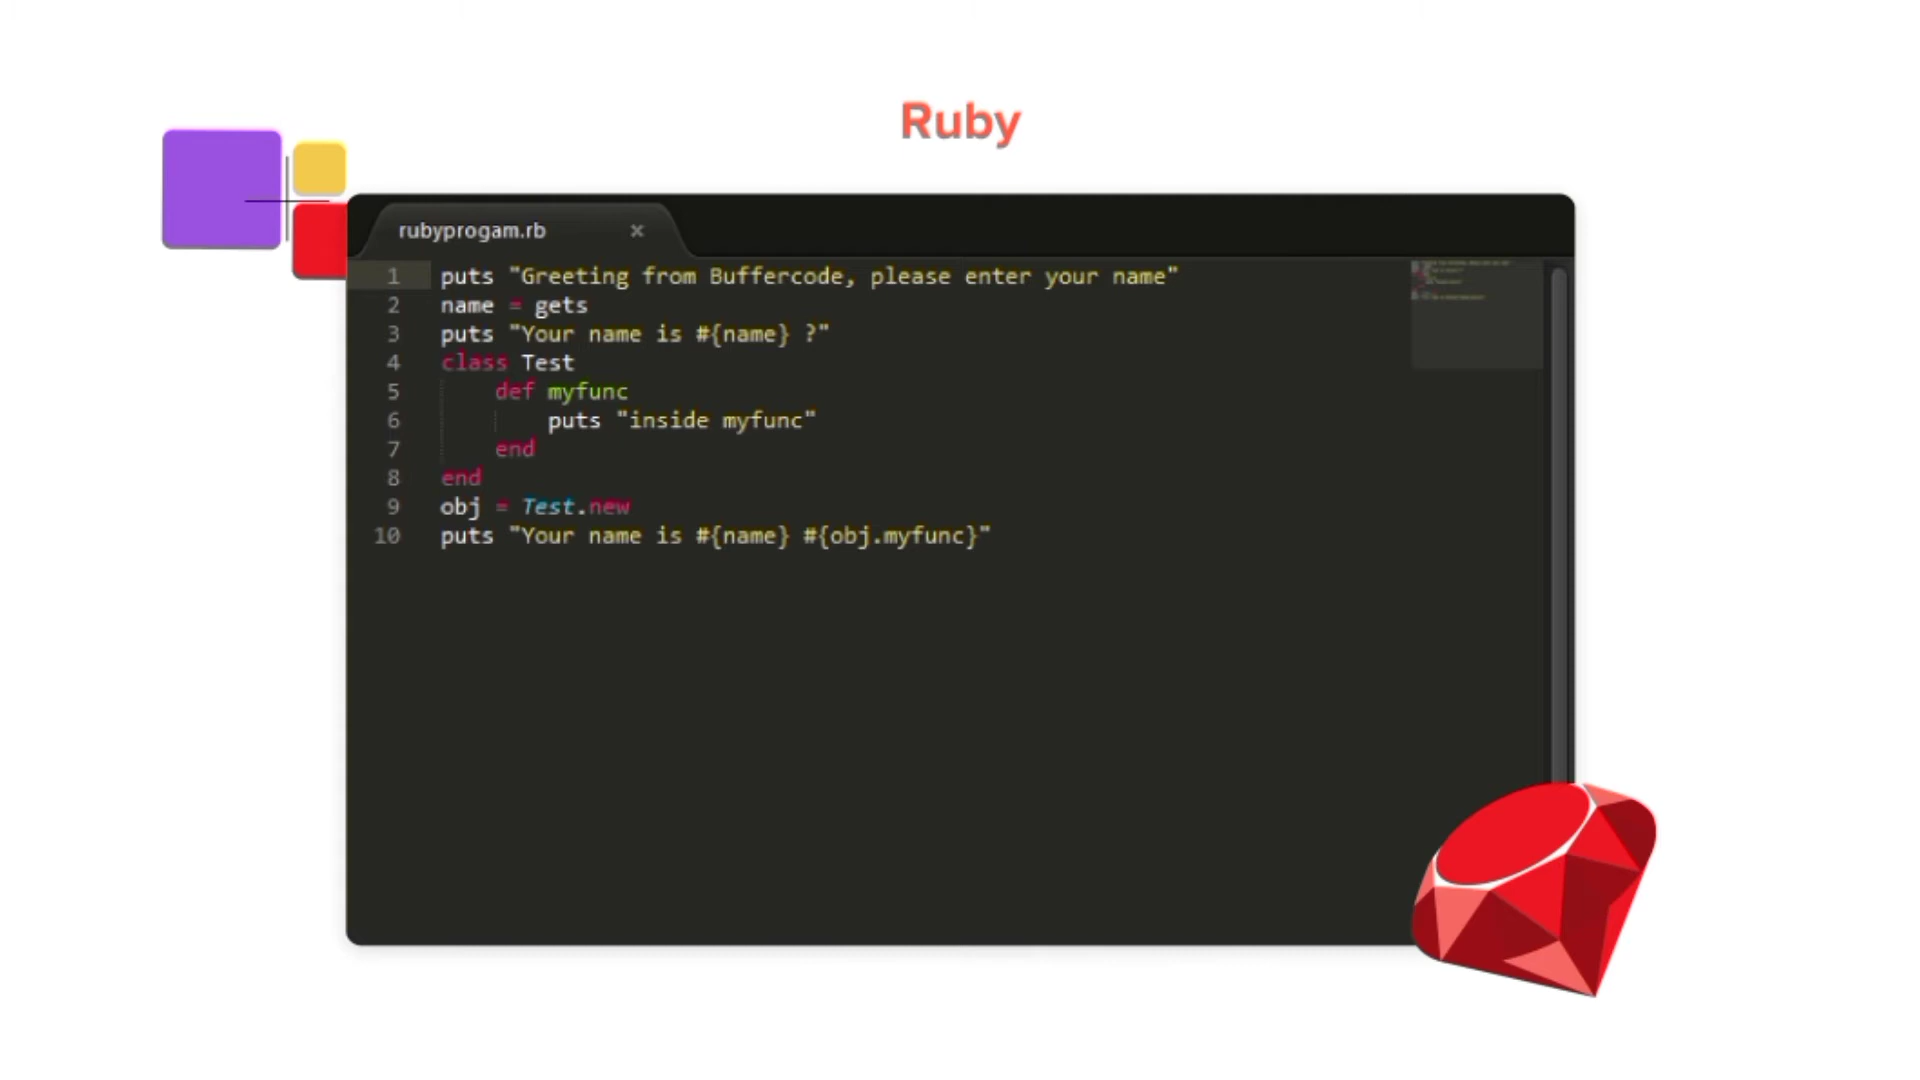 Ruby
rubyprogam.rb ×
1 puts "Greeting from Buffercode, please enter your name"
2 name = gets
3 puts "Your name is #{name} ?"
4 class Test
5     def myfunc
6         puts "inside myfunc"
7     end
8 end
9 obj = Test.new
10 puts "Your name is #{name} #{obj.myfunc}"